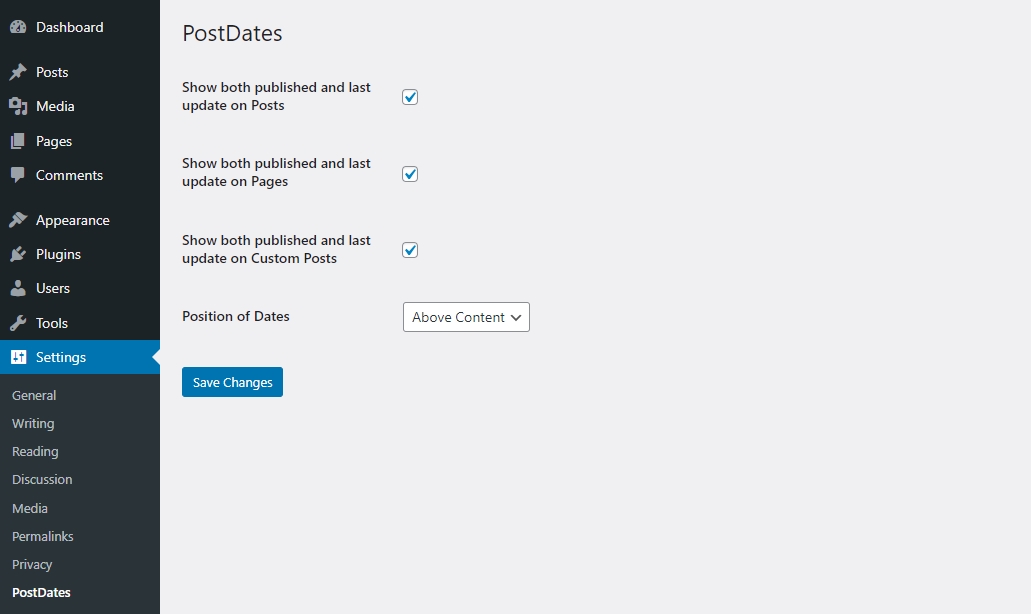 Dashboard
Posts
Media
Pages
Comments
Appearance
Plugins
Users
Tools
Settings
General
Writing
Reading
Discussion
Media
Permalinks
Privacy
PostDates
PostDates
Show both published and last
update on Posts
Show both published and last
update on Pages
Show both published and last
update on Custom Posts
Position of Dates
Above Content
Save Changes